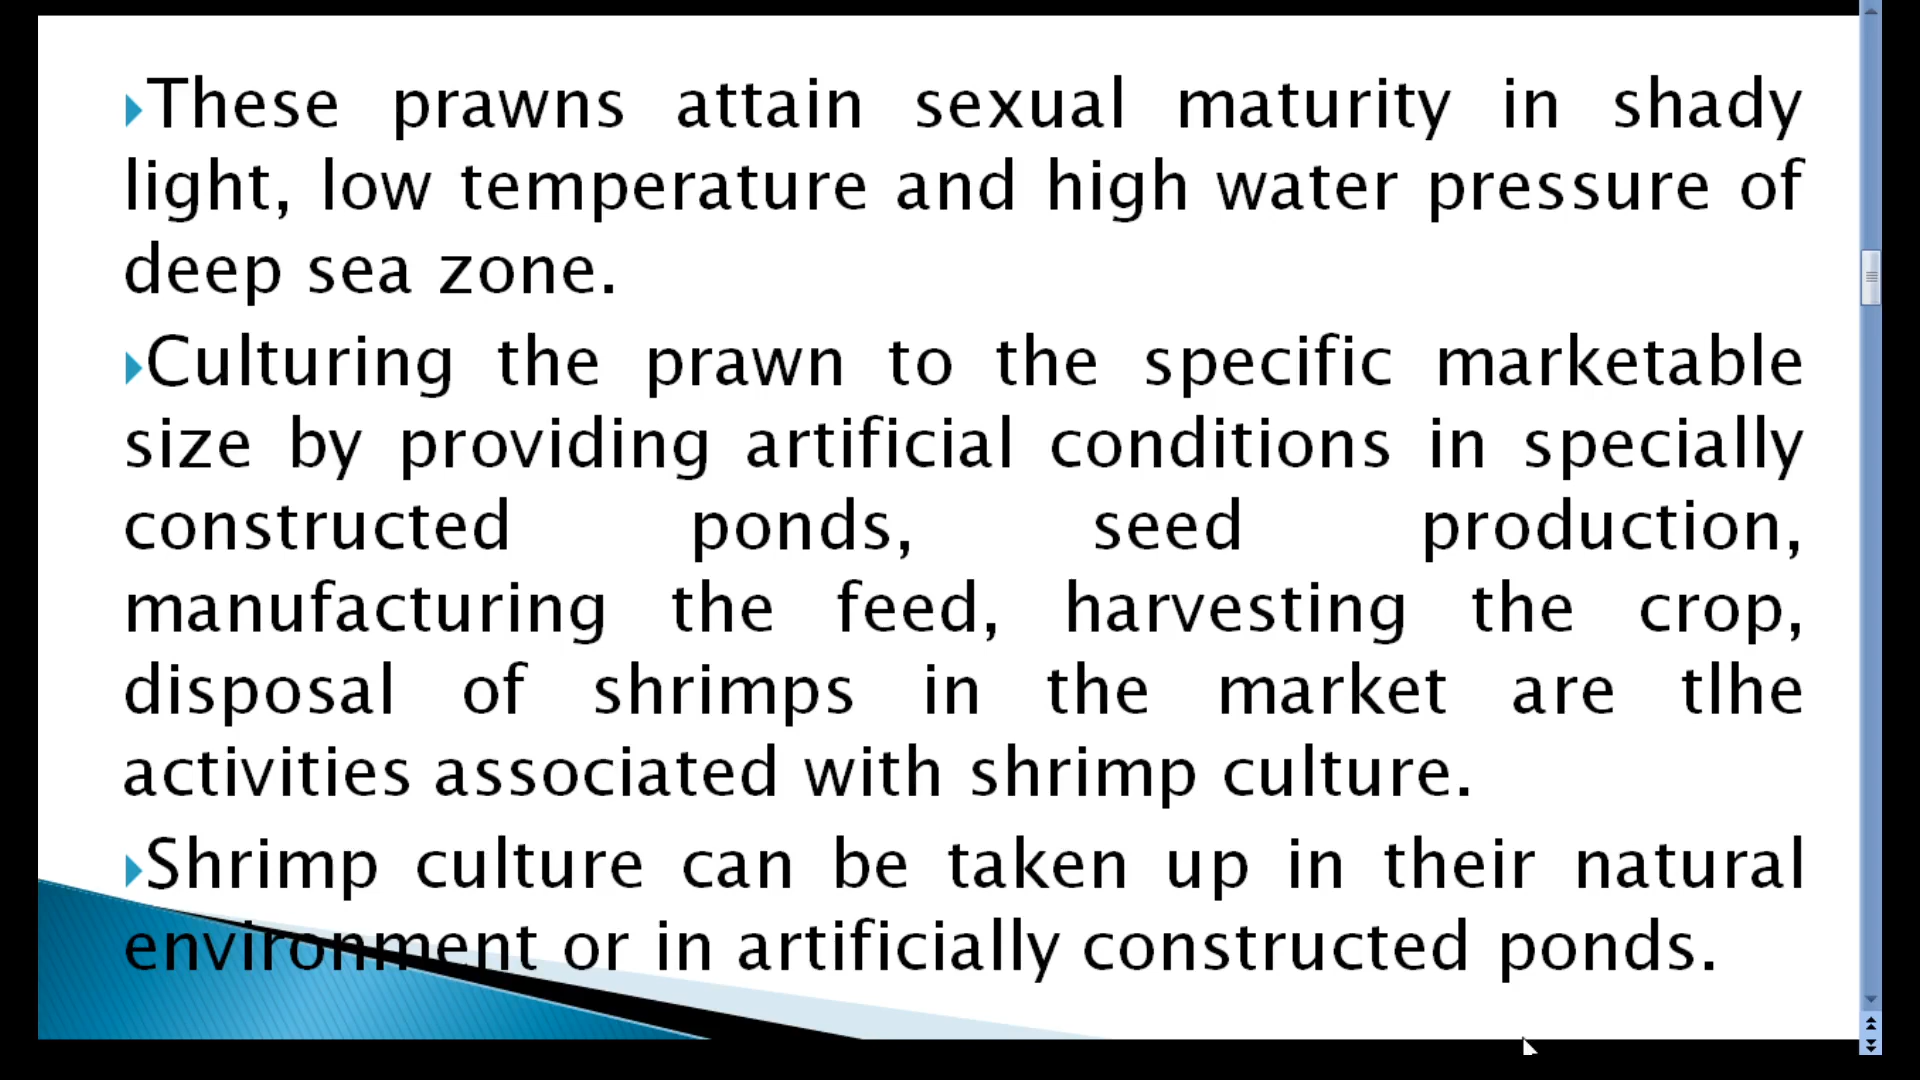 These prawns attain sexual maturity in shady
light, low temperature and high water pressure of
deep sea zone.
Culturing the prawn to the specific marketable
size by providing artificial conditions in specially
constructed ponds, seed production,
manufacturing the feed, harvesting the crop,
disposal of shrimps in the market are tlhe
activities associated with shrimp culture.
Shrimp culture can be taken up in their natural
environment or in artificially constructed ponds.